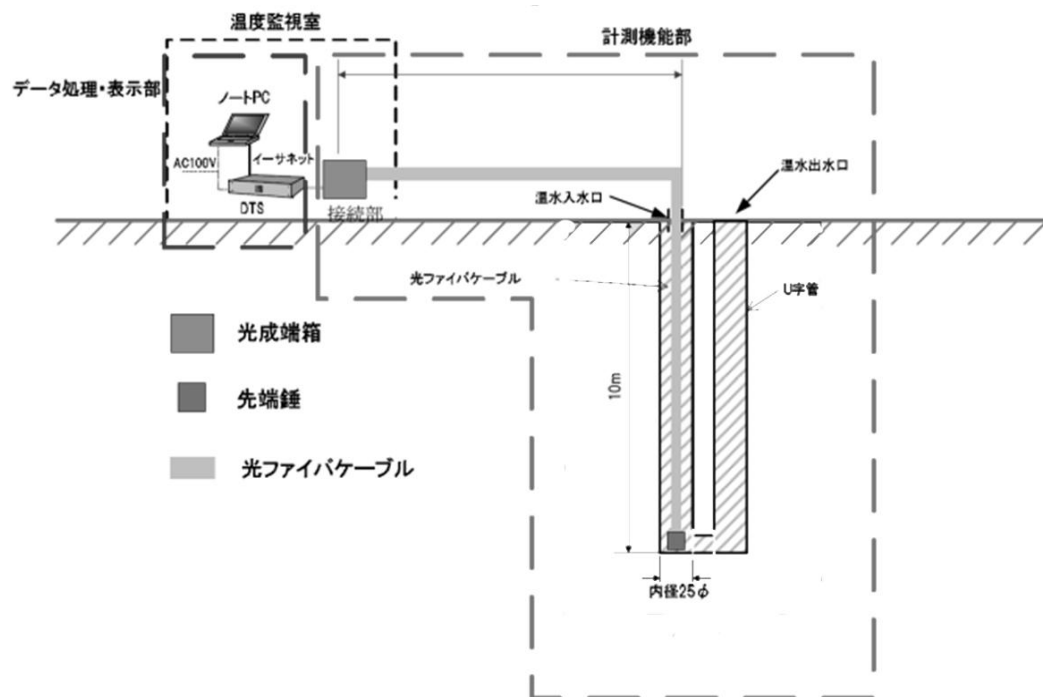 温度監視室
計測機能部
データ処理・表示部
ノートPC
AC100V
イーサネット
DTS
接続部
温水入水口
温水出水口
光ファイバケーブル
U字管
光成端箱
10m
先端錘
光ファイバケーブル
内径25φ